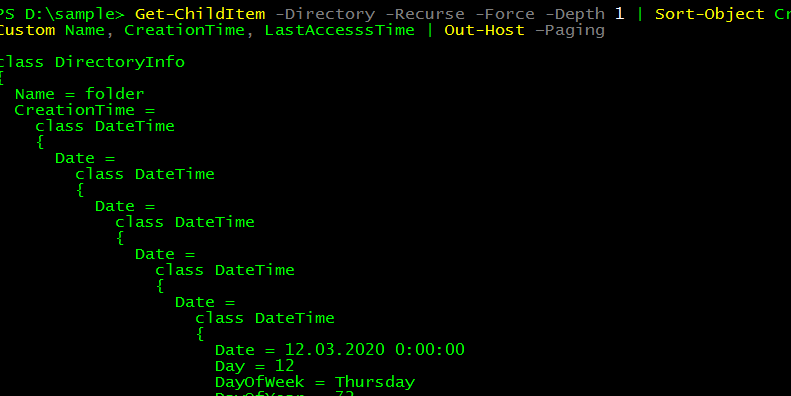 PS D:\sample> Get-ChildItem -Directory -Recurse -Force -Depth 1 | Sort-Object Cr
Custom Name, CreationTime, LastAccesssTime | Out-Host -Paging
class DirectoryInfo
{
Name = folder
CreationTime =
class DateTime
{
Date =
class DateTime
{
Date =
class DateTime
{
Date =
class DateTime
{
Date =
class DateTime
{
Date = 12.03.2020 0:00:00
Day = 12
DayOfWeek = Thursday
DayOfYear = 72